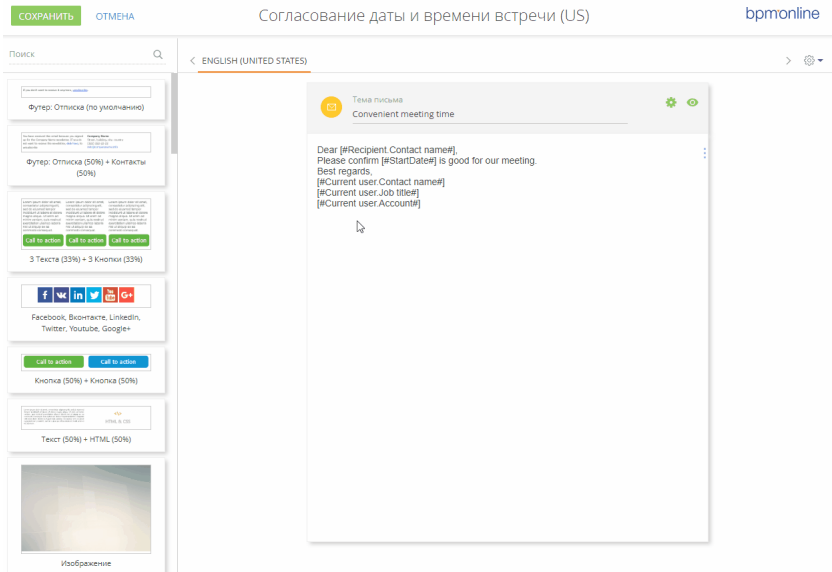 СОХРАНИТЬ
ОТМЕНА
Согласование даты и времени встречи (US)
bpmonline
Поиск
ENGLISH (UNITED STATES)
Футер: Отписка (по умолчанию)
Футер: Отписка (50%) + Контакты
(50%)
Call to action
Call to action
Call to action
3 Текста (33%) + 3 Кнопки (33%)
Facebook, Вконтакте, LinkedIn,
Twitter, Youtube, Google+
Call to action
Call to action
Кнопка (50%) + Кнопка (50%)
HTML & CSS
Текст (50%) + HTML (50%)
Изображение
Тема письма
Convenient meeting time
Dear [#Recipient.Contact name#],
Please confirm [#StartDate#] is good for our meeting.
Best regards,
[#Current user.Contact name#]
[#Current user.Job title#]
[#Current user.Account#]